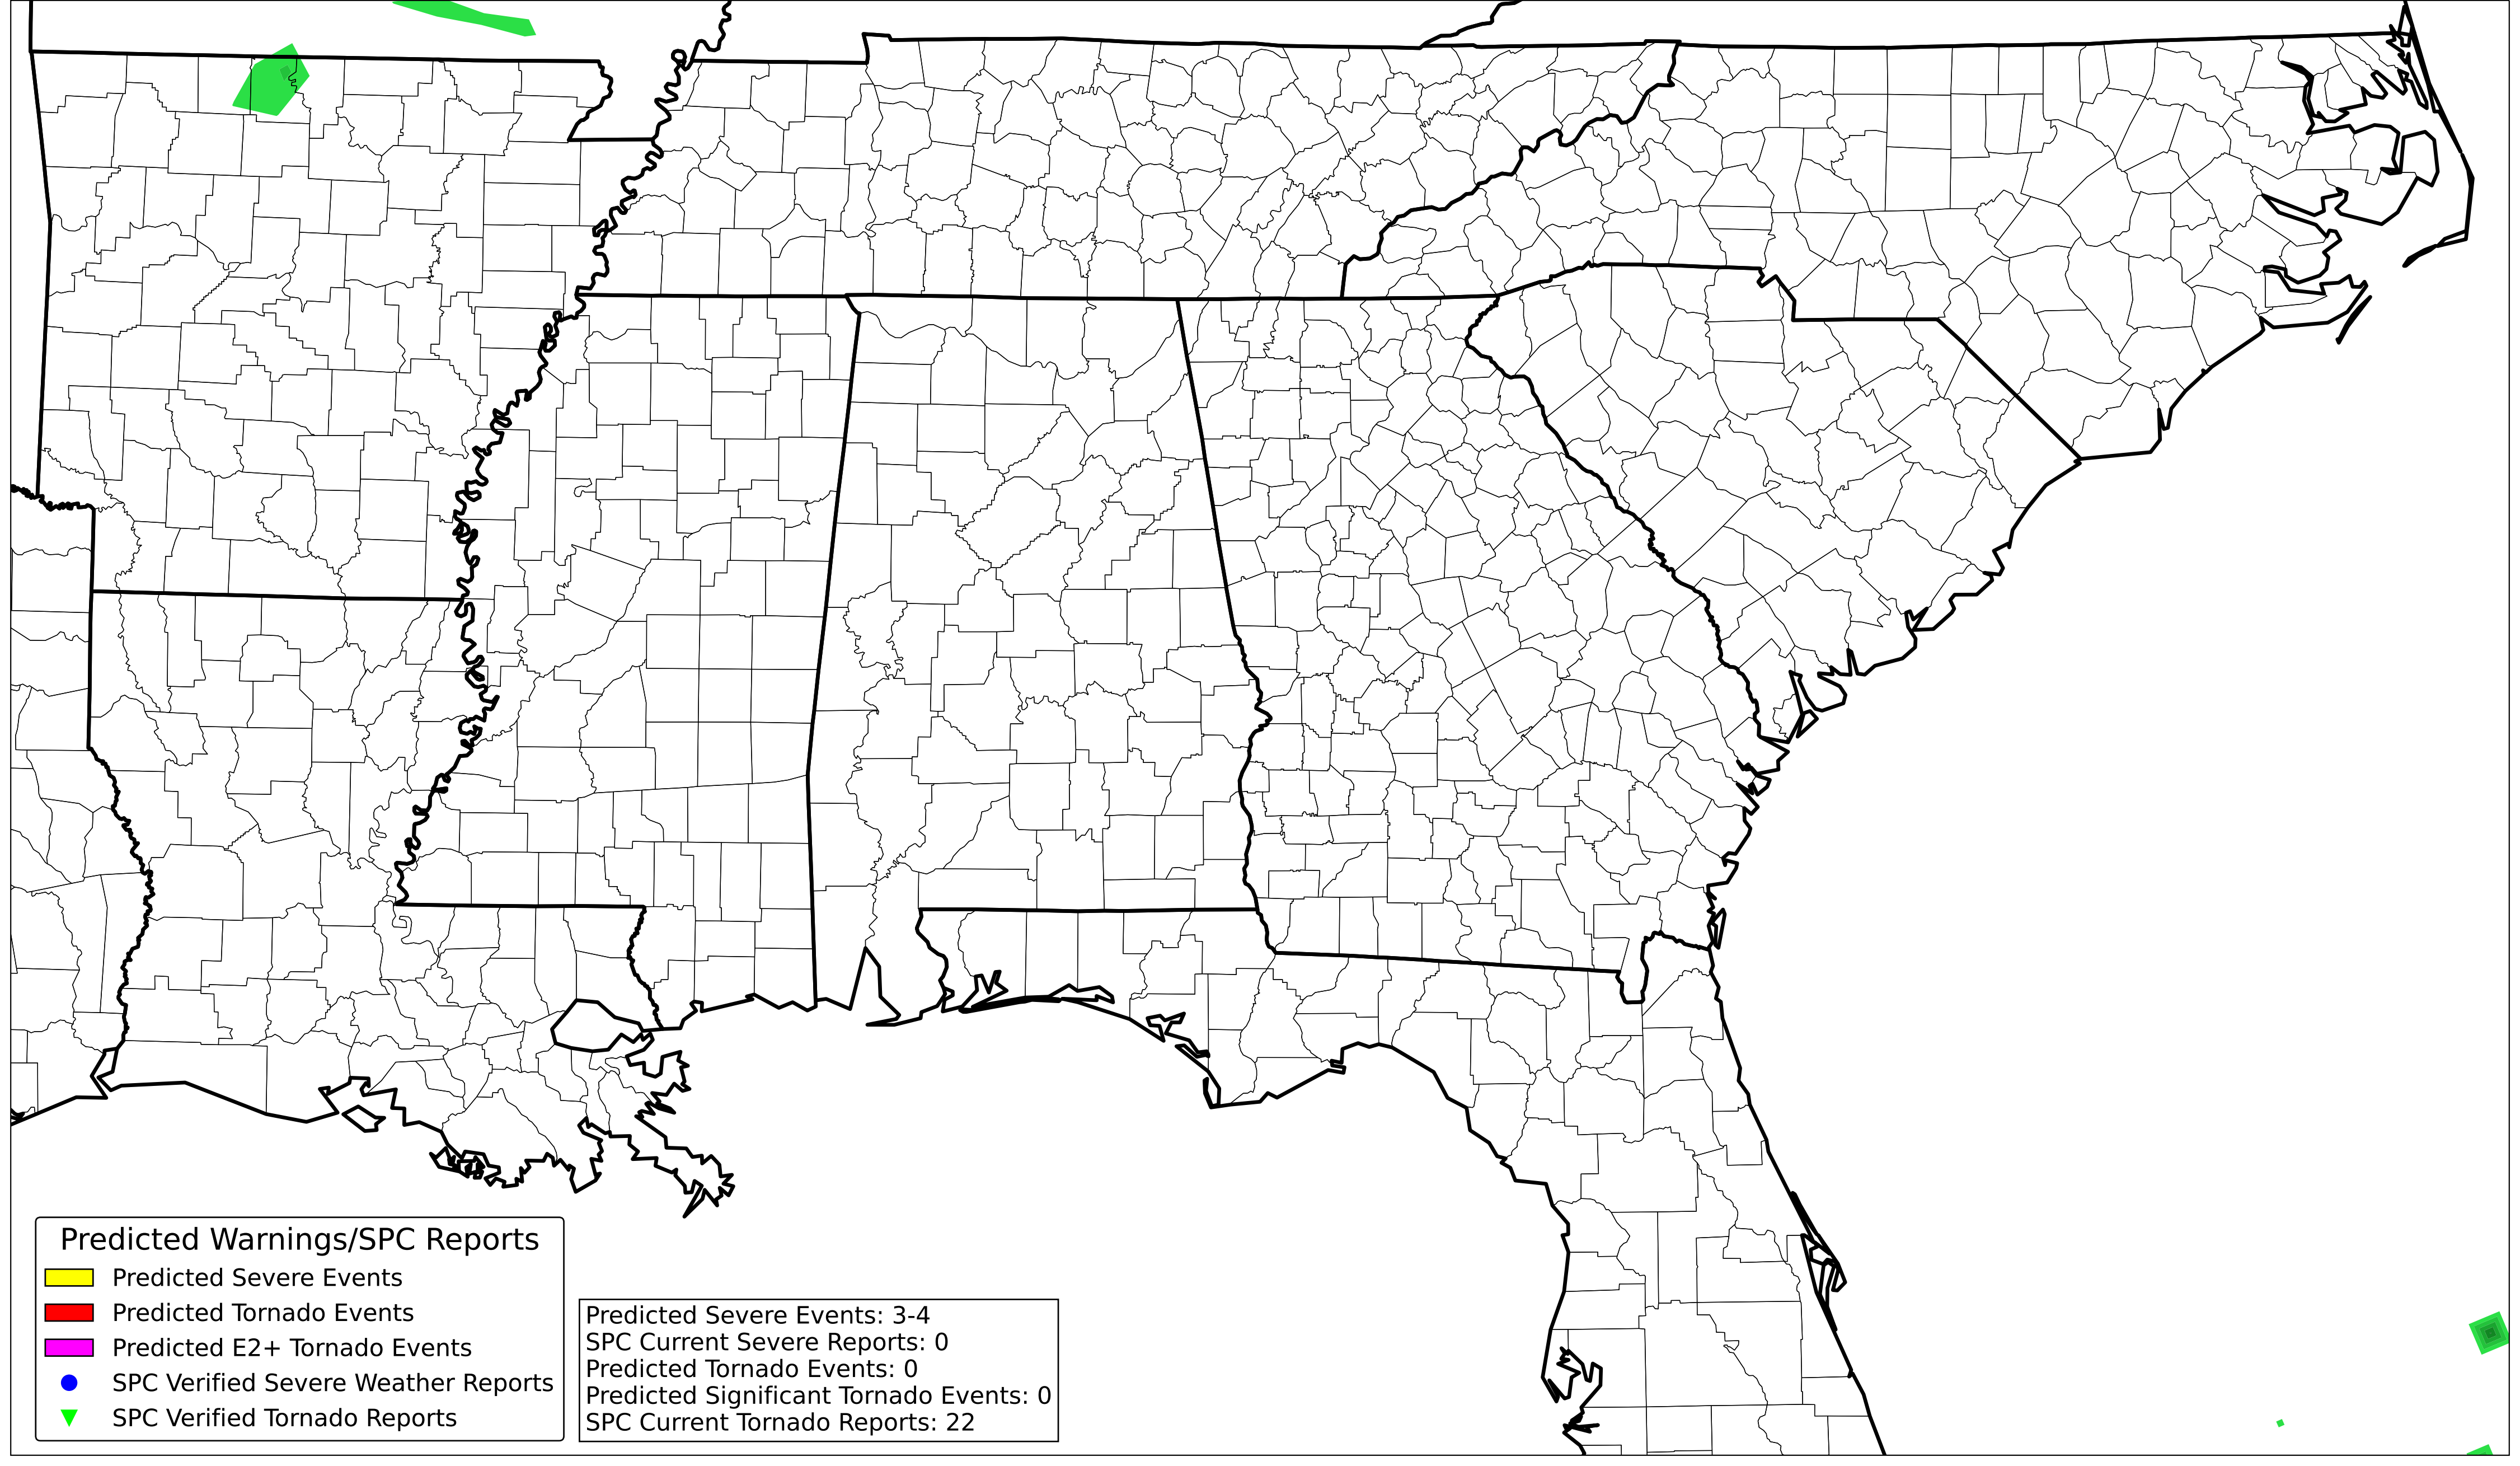 Predicted Warnings/SPC Reports
Predicted Severe Events
Predicted Tornado Events
Predicted E2+ Tornado Events
SPC Verified Severe Weather Reports
SPC Verified Tornado Reports
Predicted Severe Events: 3-4
SPC Current Severe Reports: 0
Predicted Tornado Events: 0
Predicted Significant Tornado Events: 0
SPC Current Tornado Reports: 22